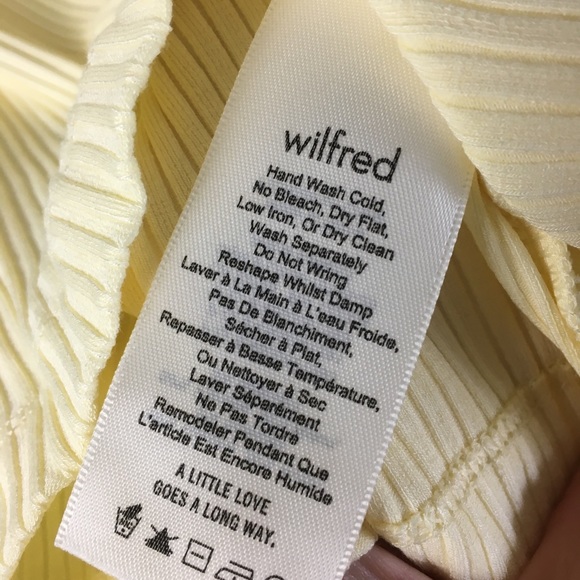 wilfred
Hand Wash Cold,
No Bleach, Dry Flat,
Low Iron, Or Dry Clean
Wash Separately
Do Not Wring
Reshape Whilst Damp
Laver à La Main à L'eau Froide,
Pas De Blanchiment,
Sécher à Plat,
Repasser à Basse Température,
Ou Nettoyer à Sec
Laver Séparément
Ne Pas Tordre
Remodeler Pendant Que
L'article Est Encore Humide
A LITTLE LOVE
GOES A LONG WAY.